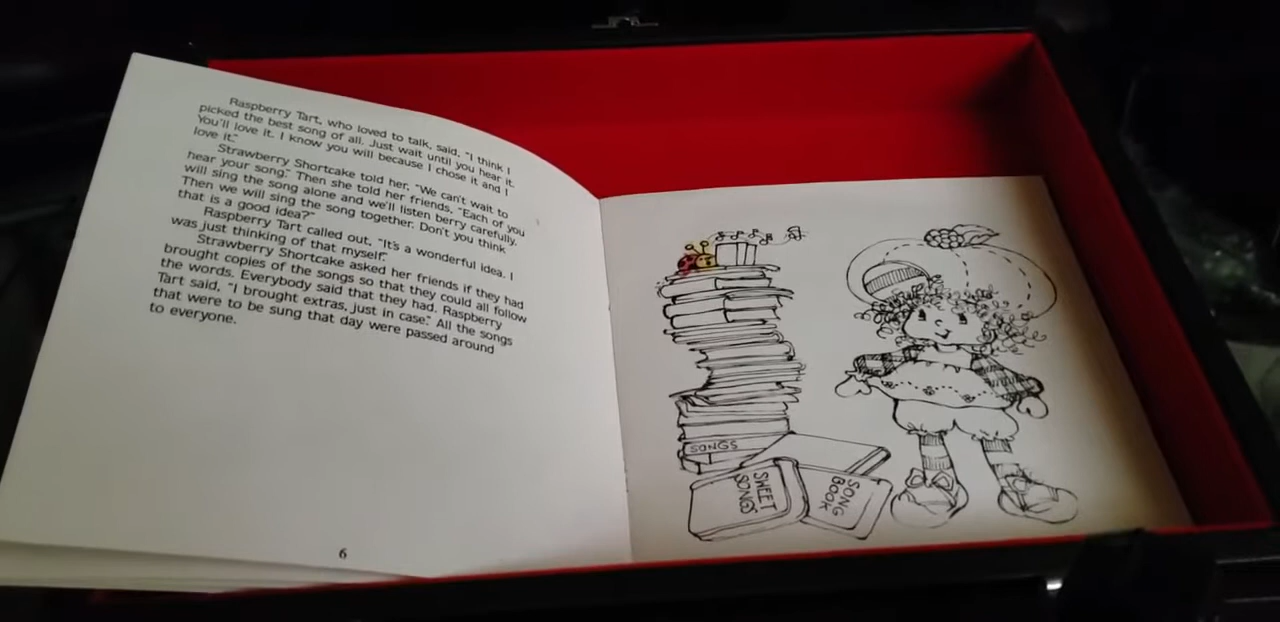 Raspberry Tart, who loved to talk, said, "I think I
picked the best song of all. Just wait until you hear it.
You'll love it. I know you will because I chose it and I
love it."
Strawberry Shortcake told her, "We can't wait to
hear your song." Then she told her friends, "Each of you
will sing the song alone and we'll listen berry carefully.
Then we will sing the song together. Don't you think
that is a good idea?"
Raspberry Tart called out, "It's a wonderful idea. I
was just thinking of that myself."
Strawberry Shortcake asked her friends if they had
brought copies of the songs so that they could all follow
the words. Everybody said that they had. Raspberry
Tart said, "I brought extras, just in case." All the songs
that were to be sung that day were passed around
to everyone.
6
SONGS
SWEET
SONGS
SONG
BOOK